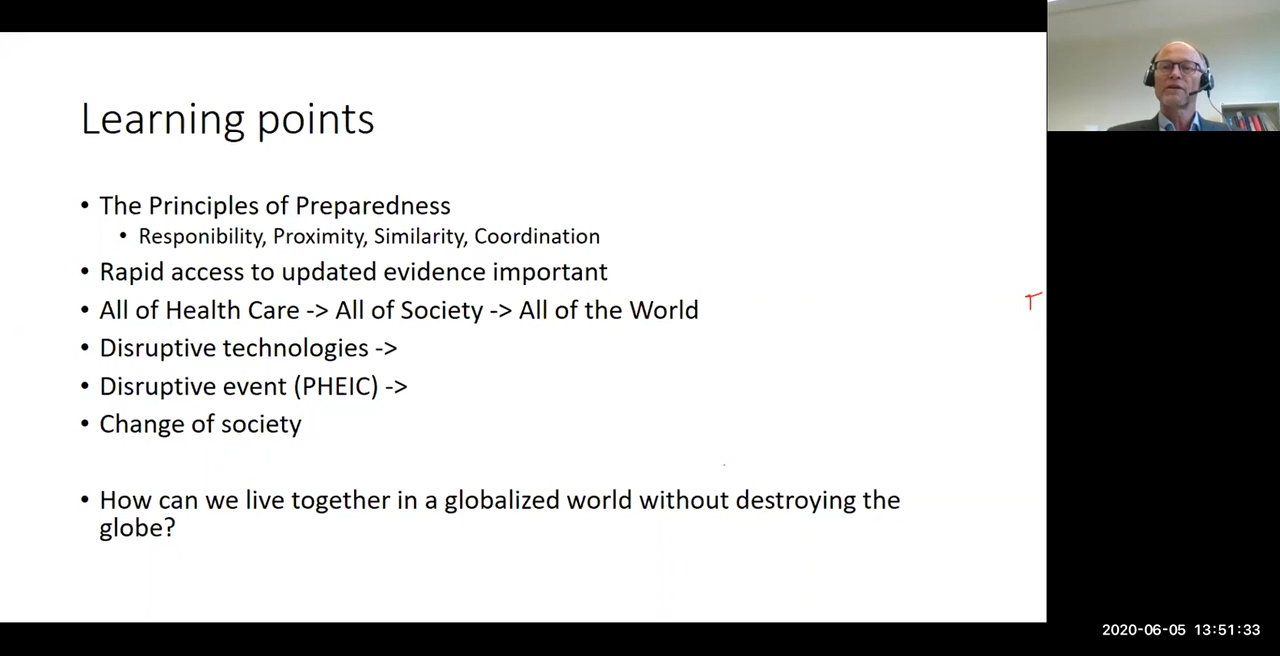 Learning points
• The Principles of Preparedness
• Responibility, Proximity, Similarity, Coordination
• Rapid access to updated evidence important
• All of Health Care -> All of Society -> All of the World
• Disruptive technologies ->
• Disruptive event (PHEIC) ->
• Change of society
• How can we live together in a globalized world without destroying the
globe?
2020-06-05 13:51:33